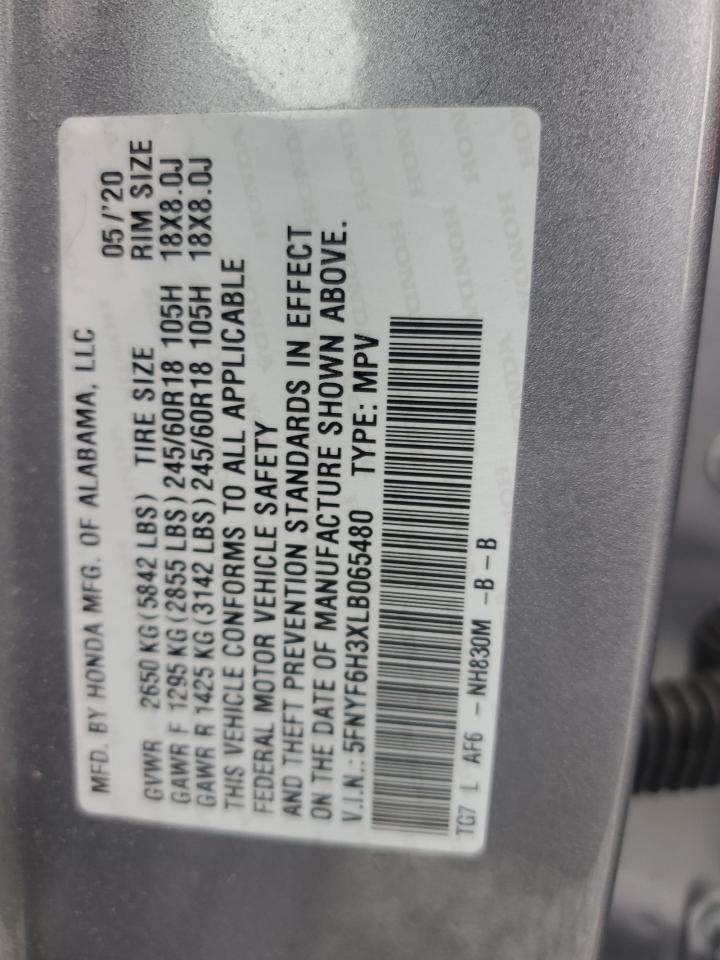 MFD. BY HONDA MFG. OF ALABAMA, LLC 05/'20
GVWR 2650 KG(5842 LBS) TIRE SIZE RIM SIZE
GAWR F 1295 KG(2855 LBS)245/60R18 105H 18X8.0J
GAWR R 1425 KG(3142 LBS)245/60R18 105H 18X8.0J
THIS VEHICLE CONFORMS TO ALL APPLICABLE
FEDERAL MOTOR VEHICLE SAFETY
AND THEFT PREVENTION STANDARDS IN EFFECT
ON THE DATE OF MANUFACTURE SHOWN ABOVE.
V.I.N.: 5FNYF6H3XLB065480 TYPE: MPV
TG7 L AF6 -NH830M -B-B